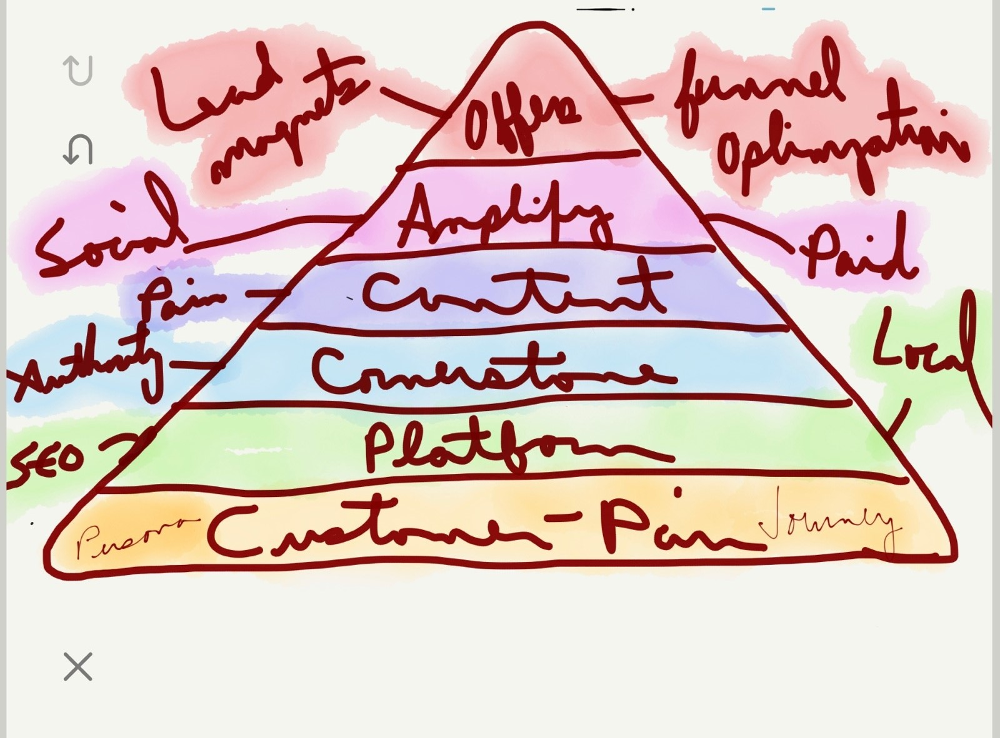 Lead
magnets
Offers
funnel
Optimization
Social
Amplify
Paid
Pain
Content
Authority
Cornerstone
Local
SEO
Platform
Persona
Customer - Pain
Journey